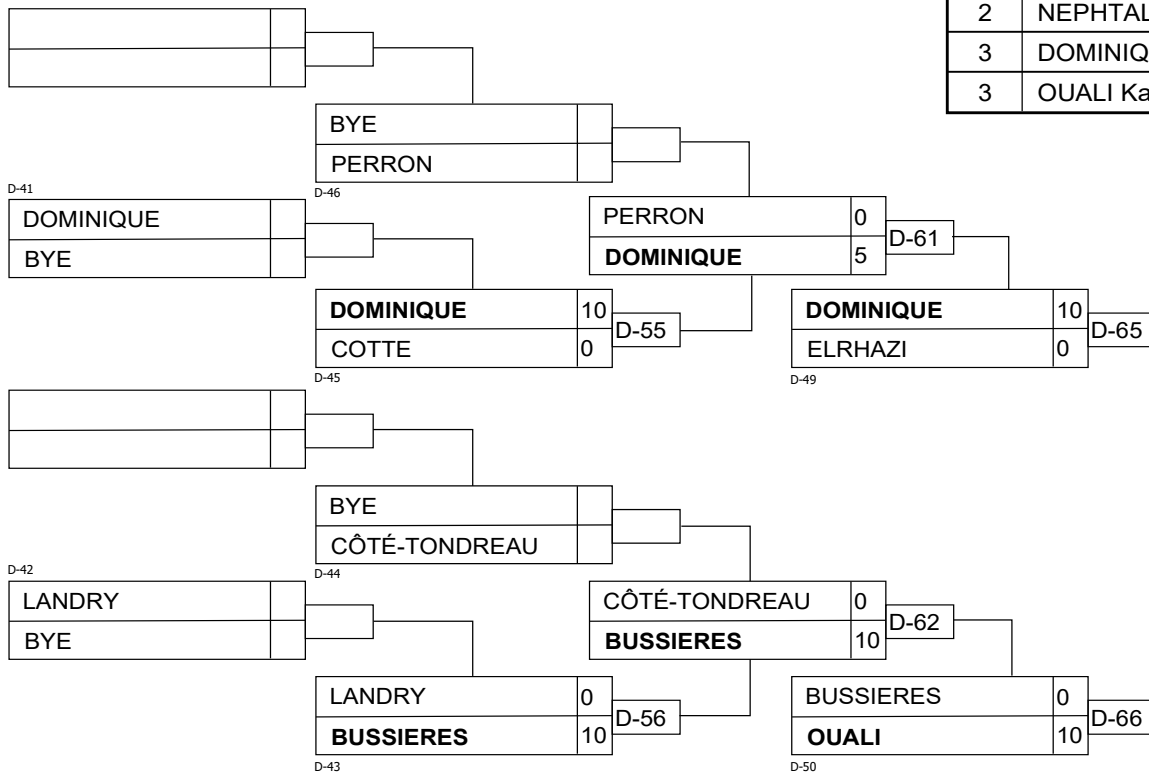 2 NEPHTAL
3 DOMINIQ
3 OUALI Ka
BYE
PERRON
D-46
D-41
DOMINIQUE
BYE
PERRON 0
DOMINIQUE 5
D-61
DOMINIQUE 10
COTTE 0
D-55
D-45
DOMINIQUE 10
ELRHAZI 0
D-65
D-49
BYE
CÔTÉ-TONDREAU
D-44
D-42
LANDRY
BYE
CÔTÉ-TONDREAU 0
BUSSIERES 10
D-62
LANDRY 0
BUSSIERES 10
D-56
D-43
BUSSIERES 0
OUALI 10
D-66
D-50